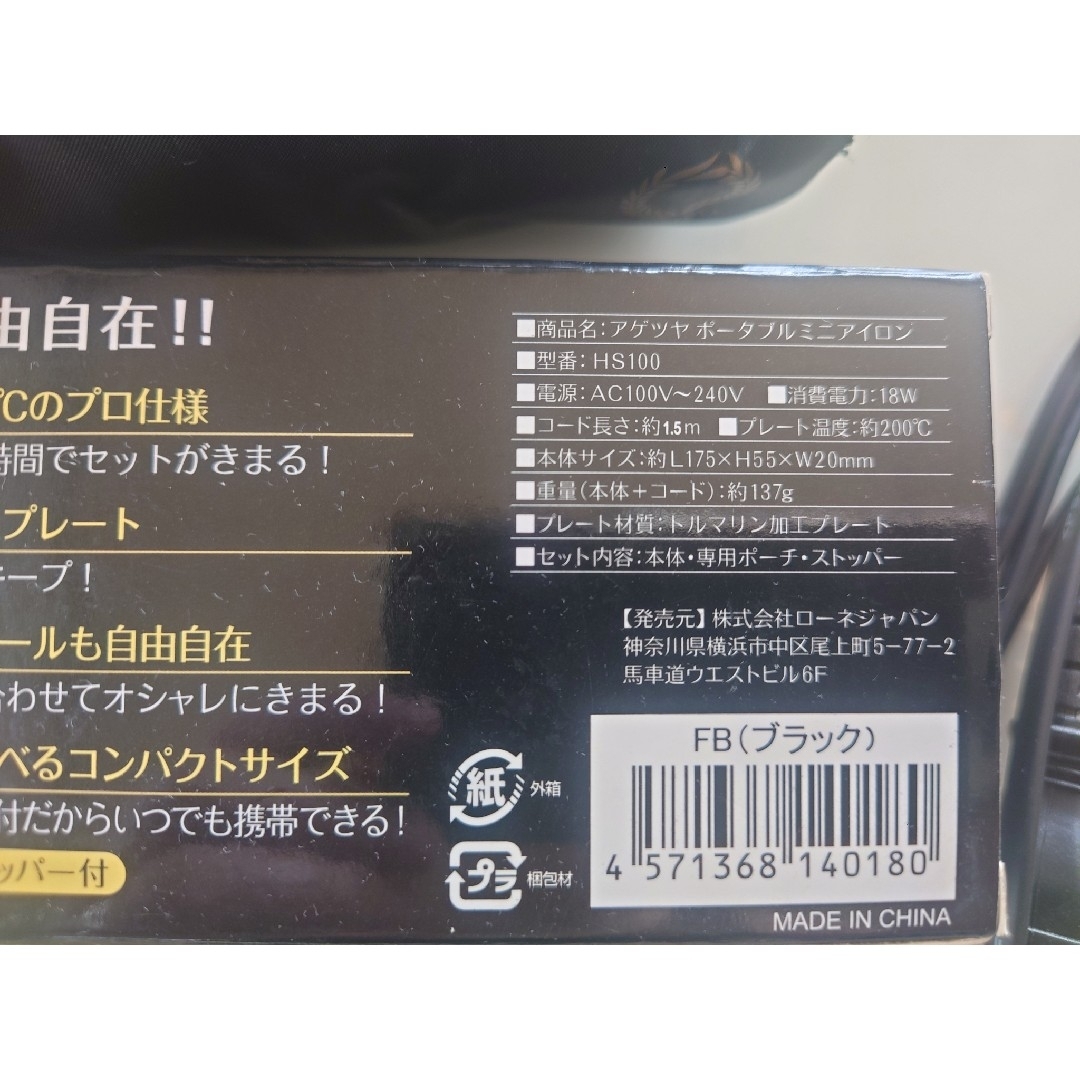 由自在!!
℃のプロ仕様
時間でセットがきまる!
プレート
キープ!
ールも自由自在
合わせてオシャレにきまる!
べるコンパクトサイズ
付だからいつでも携帯できる!
ッパー付
■商品名:アゲツヤ ポータブルミニアイロン
■型番:HS100
■電源:AC100V〜240V ■消費電力:18W
■コード長さ:約1.5m ■プレート温度:約200℃
■本体サイズ:約L175×H55×W20mm
■重量(本体+コード):約137g
■プレート材質:トルマリン加工プレート
■セット内容:本体・専用ポーチ・ストッパー
【発売元】株式会社ローネジャパン
神奈川県横浜市中区尾上町5-77-2
馬車道ウエストビル6F
紙 外箱
プラ 梱包材
FB(ブラック)
4 571368 140180
MADE IN CHINA